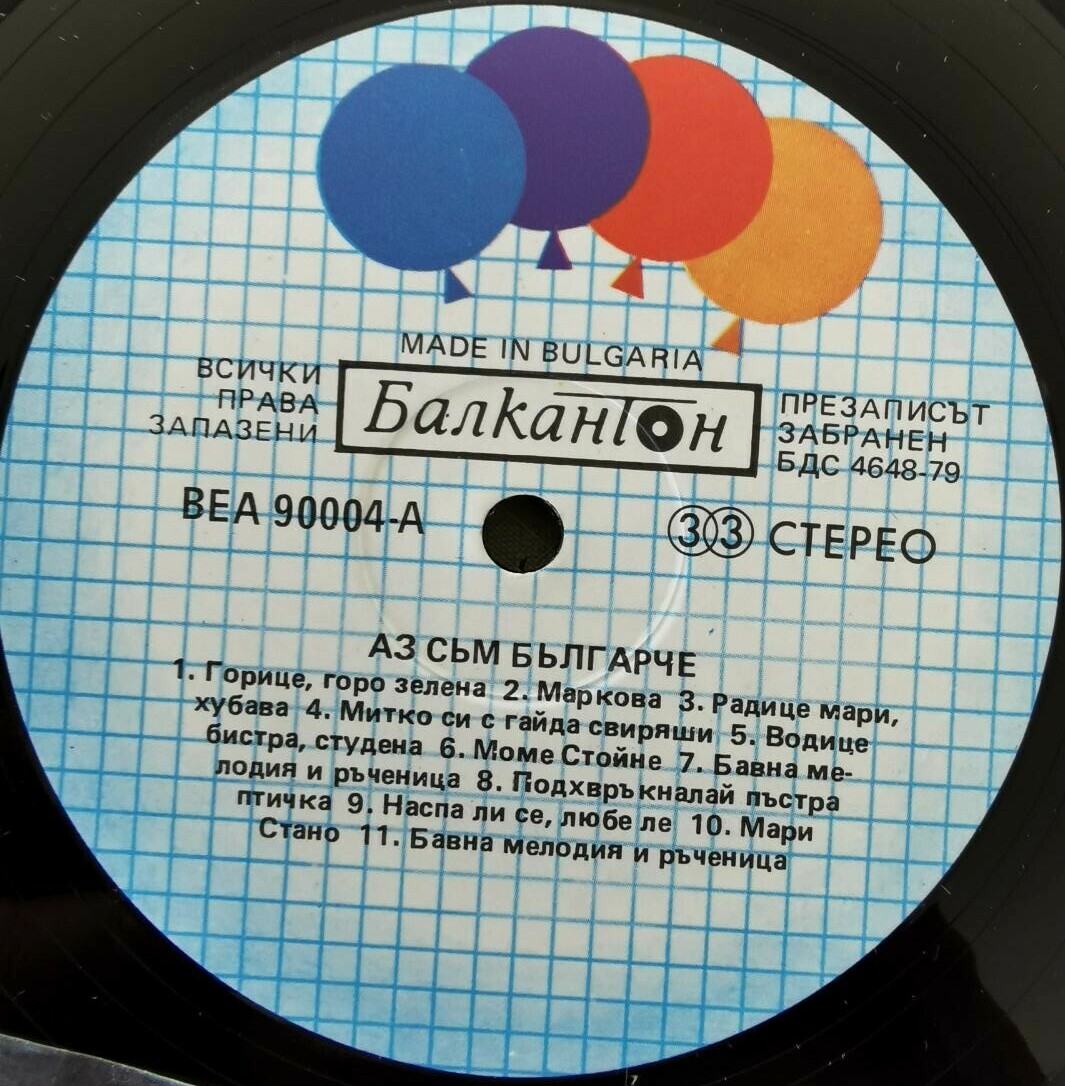 MADE IN BULGARIA
ВСИЧКИ
ПРАВА
ЗАПАЗЕНИ
Балкантон
ПРЕЗАПИСЪТ
ЗАБРАНЕН
БДС 4648-79
ВЕА 90004-А
33 СТЕРЕО
АЗ СЪМ БЪЛГАРЧЕ
1. Горице, горо зелена 2. Маркова 3. Радице мари,
хубава 4. Митко си с гайда свиряши 5. Водице
бистра, студена 6. Моме Стойне 7. Бавна ме-
лодия и ръченица 8. Подхвръкналай пъстра
птичка 9. Наспа ли се, любе ле 10. Мари
Стано 11. Бавна мелодия и ръченица